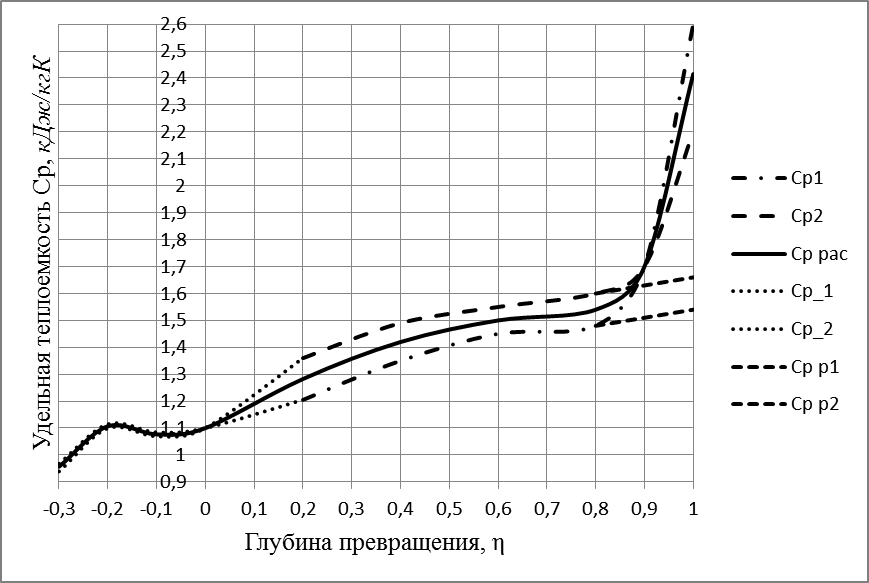 Удельная теплоемкость Ср, кДж/кгК
2,6
2,5
2,4
2,3
2,2
2,1
2
1,9
1,8
1,7
1,6
1,5
1,4
1,3
1,2
1,1
1
0,9
-0,3 -0,2 -0,1 0 0,1 0,2 0,3 0,4 0,5 0,6 0,7 0,8 0,9 1
Глубина превращения, η
Ср1
Ср2
Ср рас
Ср_1
Ср_2
Ср р1
Ср р2